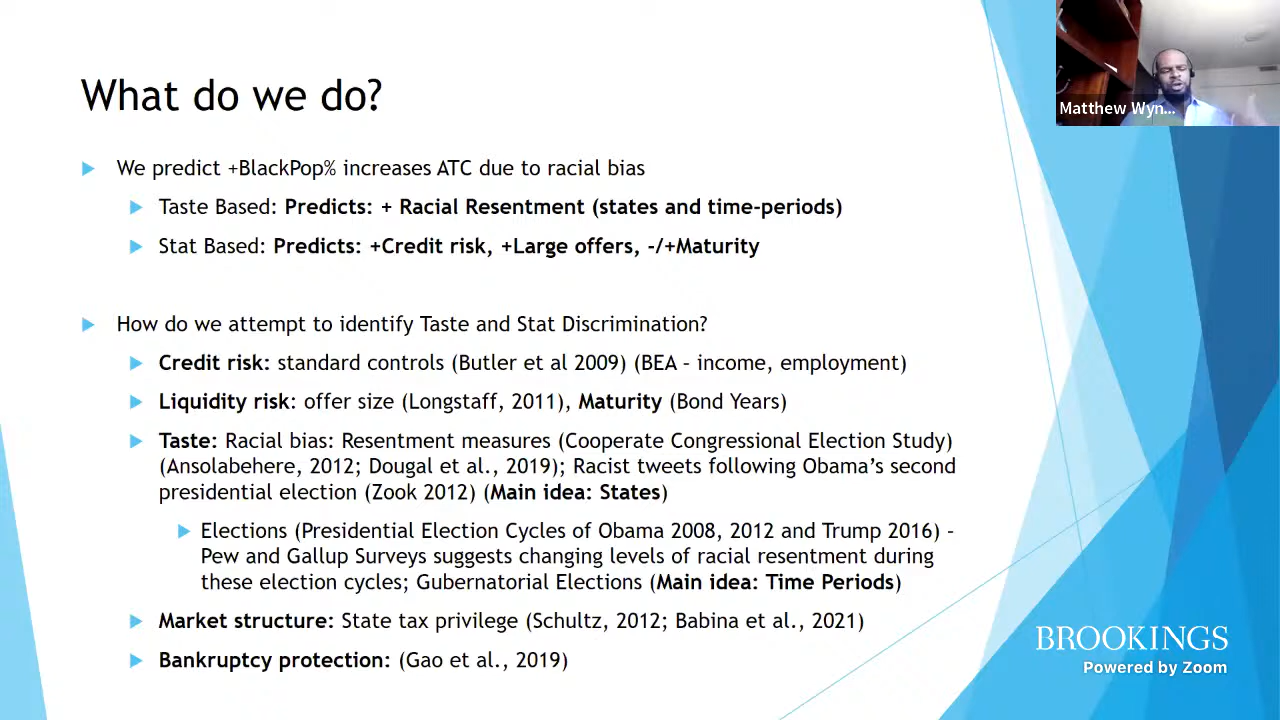 What do we do?
We predict +BlackPop% increases ATC due to racial bias
Taste Based: Predicts: + Racial Resentment (states and time-periods)
Stat Based: Predicts: +Credit risk, +Large offers, -/+Maturity
How do we attempt to identify Taste and Stat Discrimination?
Credit risk: standard controls (Butler et al 2009) (BEA – income, employment)
Liquidity risk: offer size (Longstaff, 2011), Maturity (Bond Years)
Taste: Racial bias: Resentment measures (Cooperate Congressional Election Study)
(Ansolabehere, 2012; Dougal et al., 2019); Racist tweets following Obama's second
presidential election (Zook 2012) (Main idea: States)
Elections (Presidential Election Cycles of Obama 2008, 2012 and Trump 2016) –
Pew and Gallup Surveys suggests changing levels of racial resentment during
these election cycles; Gubernatorial Elections (Main idea: Time Periods)
Market structure: State tax privilege (Schultz, 2012; Babina et al., 2021)
Bankruptcy protection: (Gao et al., 2019)
Matthew Wyn...
BROOKINGS
Powered by Zoom